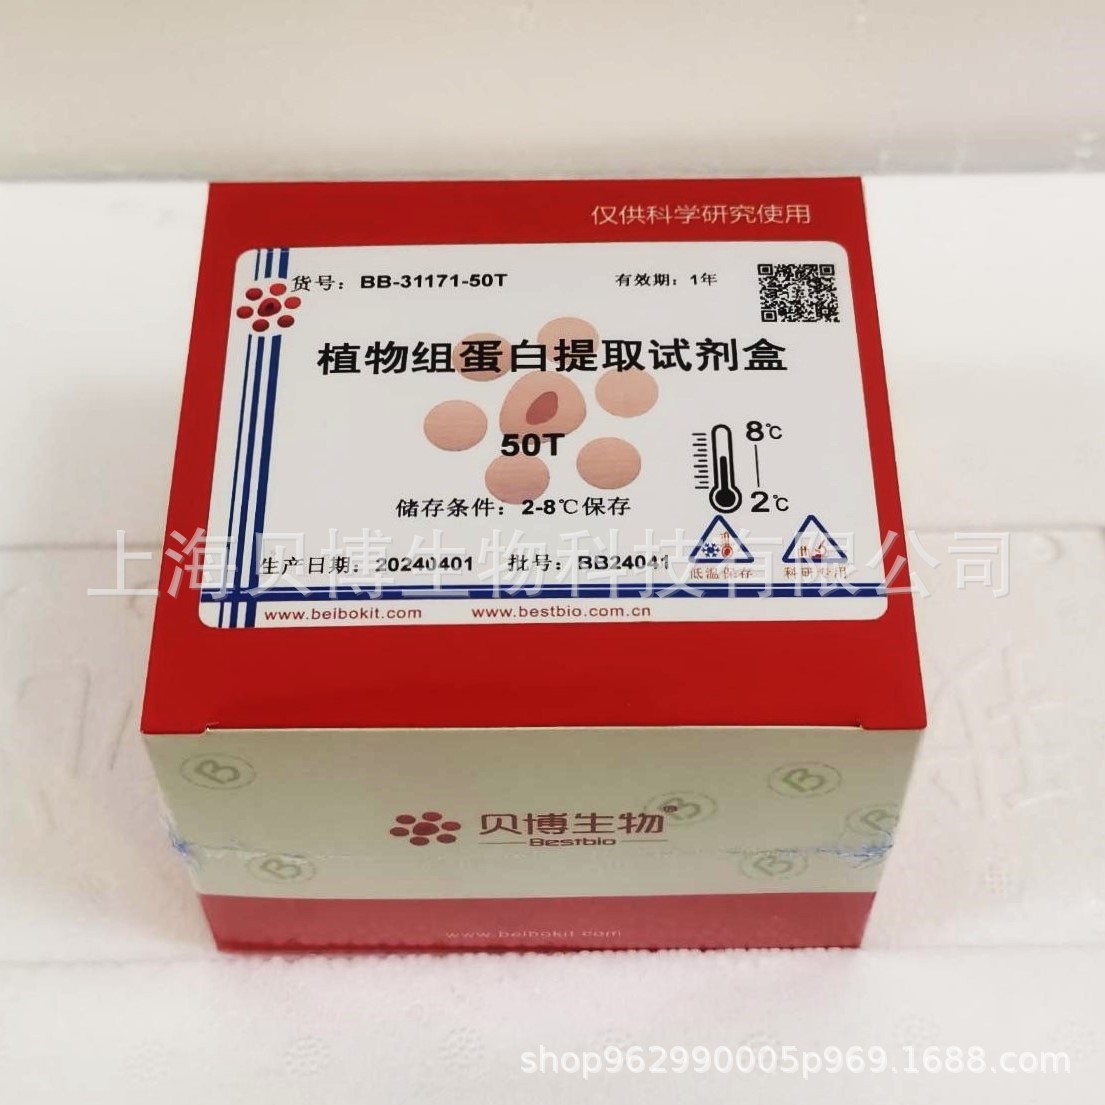 仅供科学研究使用
货号：BB-31171-50T 有效期：1年
植物组蛋白提取试剂盒
50T
8℃
2℃
储存条件：2-8℃保存
上海贝博生物科技有限公司
生产日期：20240401 批号：BB24041
低温保存 科研专用
www.beibokit.com www.bestbio.com.cn
贝博生物®
Bestbio
www.beibokit.com
shop962990005p969.1688.com